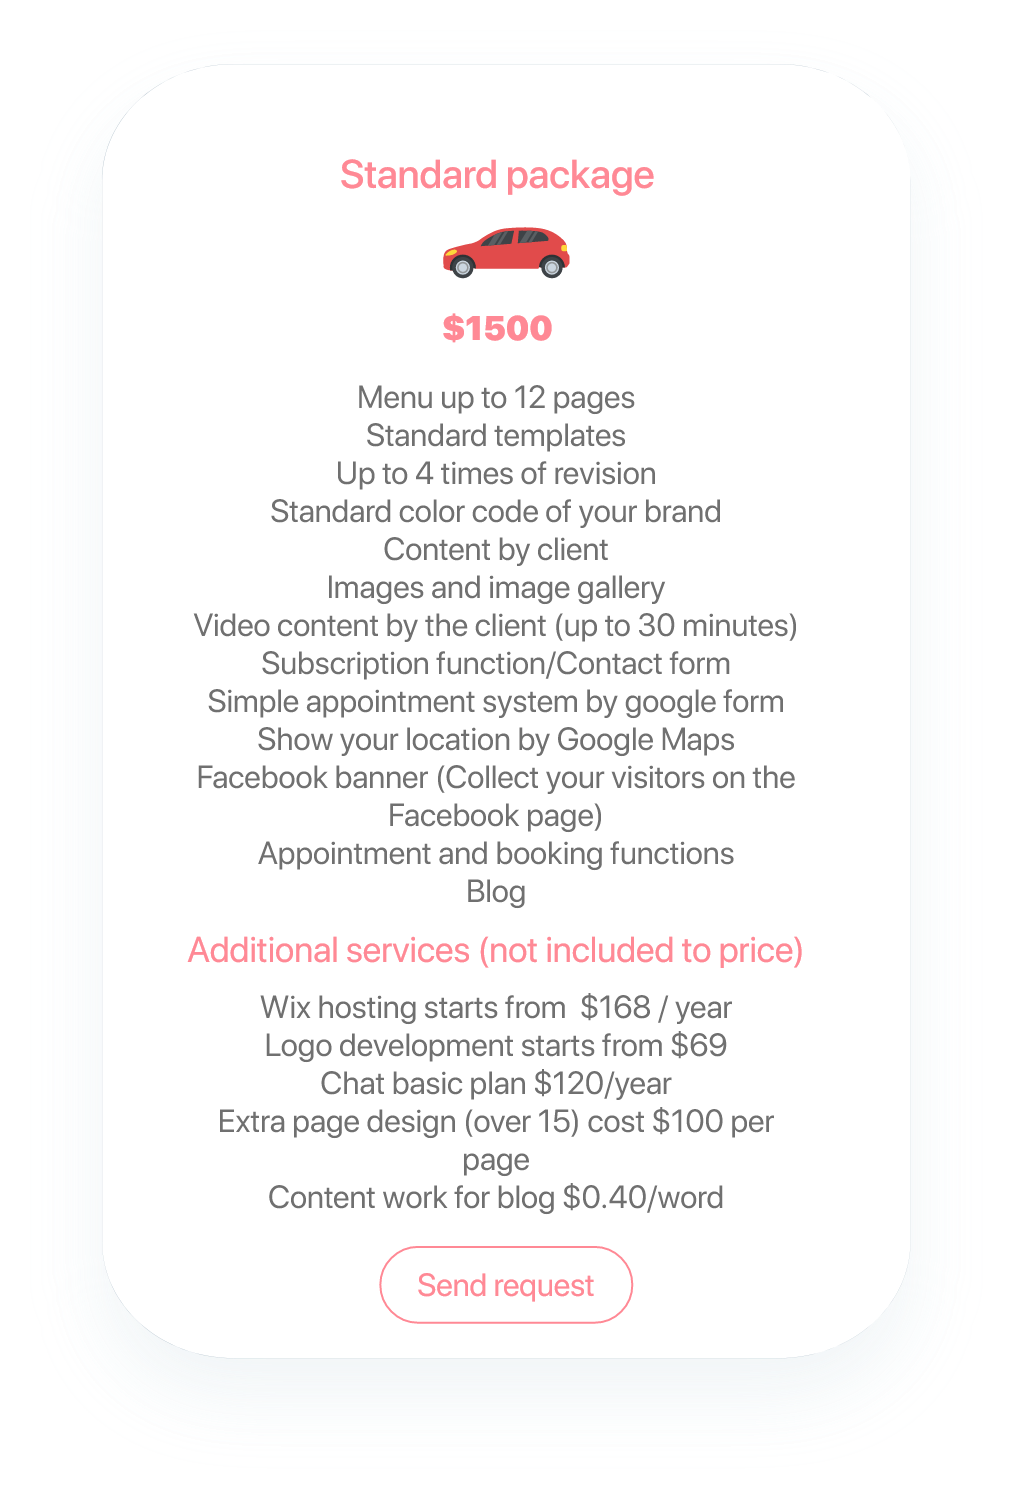 Standard package
$1500
Menu up to 12 pages
Standard templates
Up to 4 times of revision
Standard color code of your brand
Content by client
Images and image gallery
Video content by the client (up to 30 minutes)
Subscription function/Contact form
Simple appointment system by google form
Show your location by Google Maps
Facebook banner (Collect your visitors on the
Facebook page)
Appointment and booking functions
Blog
Additional services (not included to price)
Wix hosting starts from  $168 / year
Logo development starts from $69
Chat basic plan $120/year
Extra page design (over 15) cost $100 per
page
Content work for blog $0.40/word
Send request